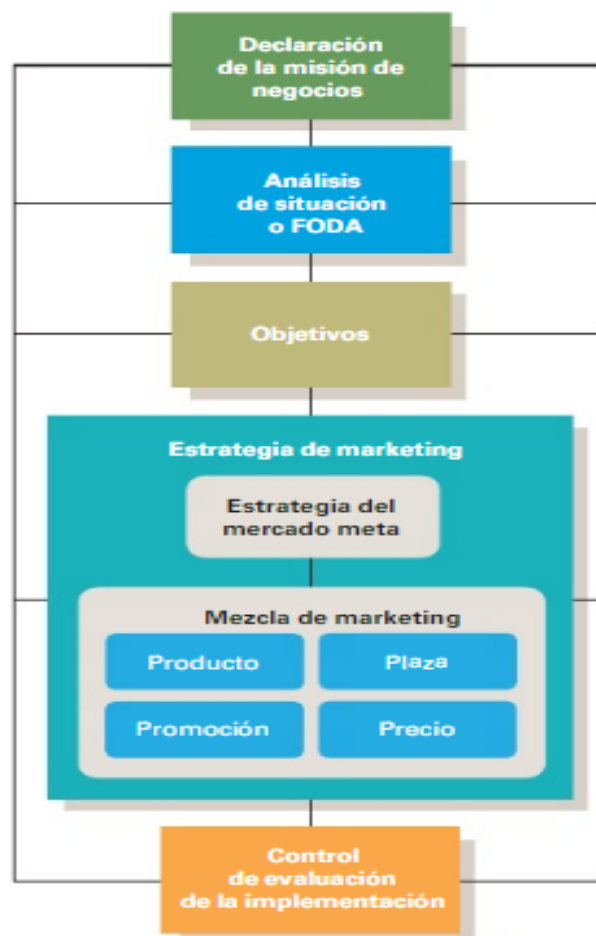 Declaración
de la misión de
negocios
Análisis
de situación
o FODA
Objetivos
Estrategia de marketing
Estrategia del
mercado meta
Mezcla de marketing
Producto
Plaza
Promoción
Precio
Control
de evaluación
de la implementación